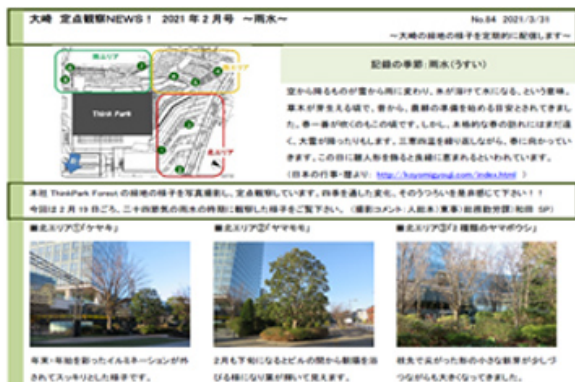 大崎 定点観察NEWS！ 2021年2月号 ～雨水～ No.84 2021/3/31
～大崎の緑地の様子を定期的に配信します～
Think Park
記録の季節：雨水（うすい）
空から降るものが雪から雨に変わり、氷が溶けて水になる、という意味。
草木が芽生える頃で、昔から、農耕の準備を始める目安とされてきまし
た。春一番が吹くのもこの頃です。しかし、本格的な春の訪れにはまだ遠
く、大雪が降ったりもします。三寒四温を繰り返しながら、春に向かってい
きます。この日に雛人形を飾ると良縁に恵まれるといわれています。
（日本の行事・暦より： http://koyomigyouji.com/index.html ）
本社 ThinkPark Forest の緑地の様子を写真撮影し、定点観察しています。四季を通した変化、そのうつろいを是非感じて下さい！！
今回は2月19日ごろ、二十四節気の雨水の時期に観察した様子をご覧下さい。
■北エリア①「ケヤキ」
■北エリア②「ヤマモモ」
■北エリア③「2種類のヤマボウシ」
年末・年始を彩ったイルミネーションが外
されてスッキリとした様子です。
2月も下旬になるとビルの間から朝陽を浴
びる様になり葉が輝いて見えます。
枝先で尖がった形の小さな新芽が少しづ
つながらも大きくなってきました。